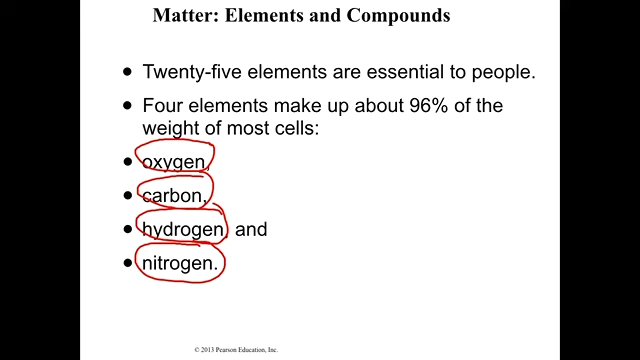 Matter: Elements and Compounds
• Twenty-five elements are essential to people.
• Four elements make up about 96% of the
weight of most cells:
• oxygen,
• carbon,
• hydrogen, and
• nitrogen.
© 2013 Pearson Education, Inc.